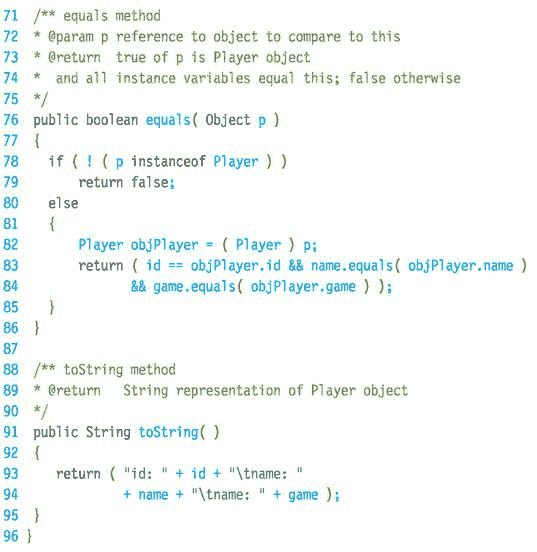 71 /** equals method
72 * @param p reference to object to compare to this
73 * @return true of p is Player object
74 *  and all instance variables equal this; false otherwise
75 */
76 public boolean equals( Object p )
77 {
78   if ( ! ( p instanceof Player ) )
79       return false;
80   else
81   {
82       Player objPlayer = ( Player ) p;
83       return ( id == objPlayer.id && name.equals( objPlayer.name )
84              && game.equals( objPlayer.game ) );
85   }
86 }
87
88 /** toString method
89 * @return   String representation of Player object
90 */
91 public String toString( )
92 {
93    return ( "id: " + id + "\tname: "
94             + name + "\tname: " + game );
95 }
96 }